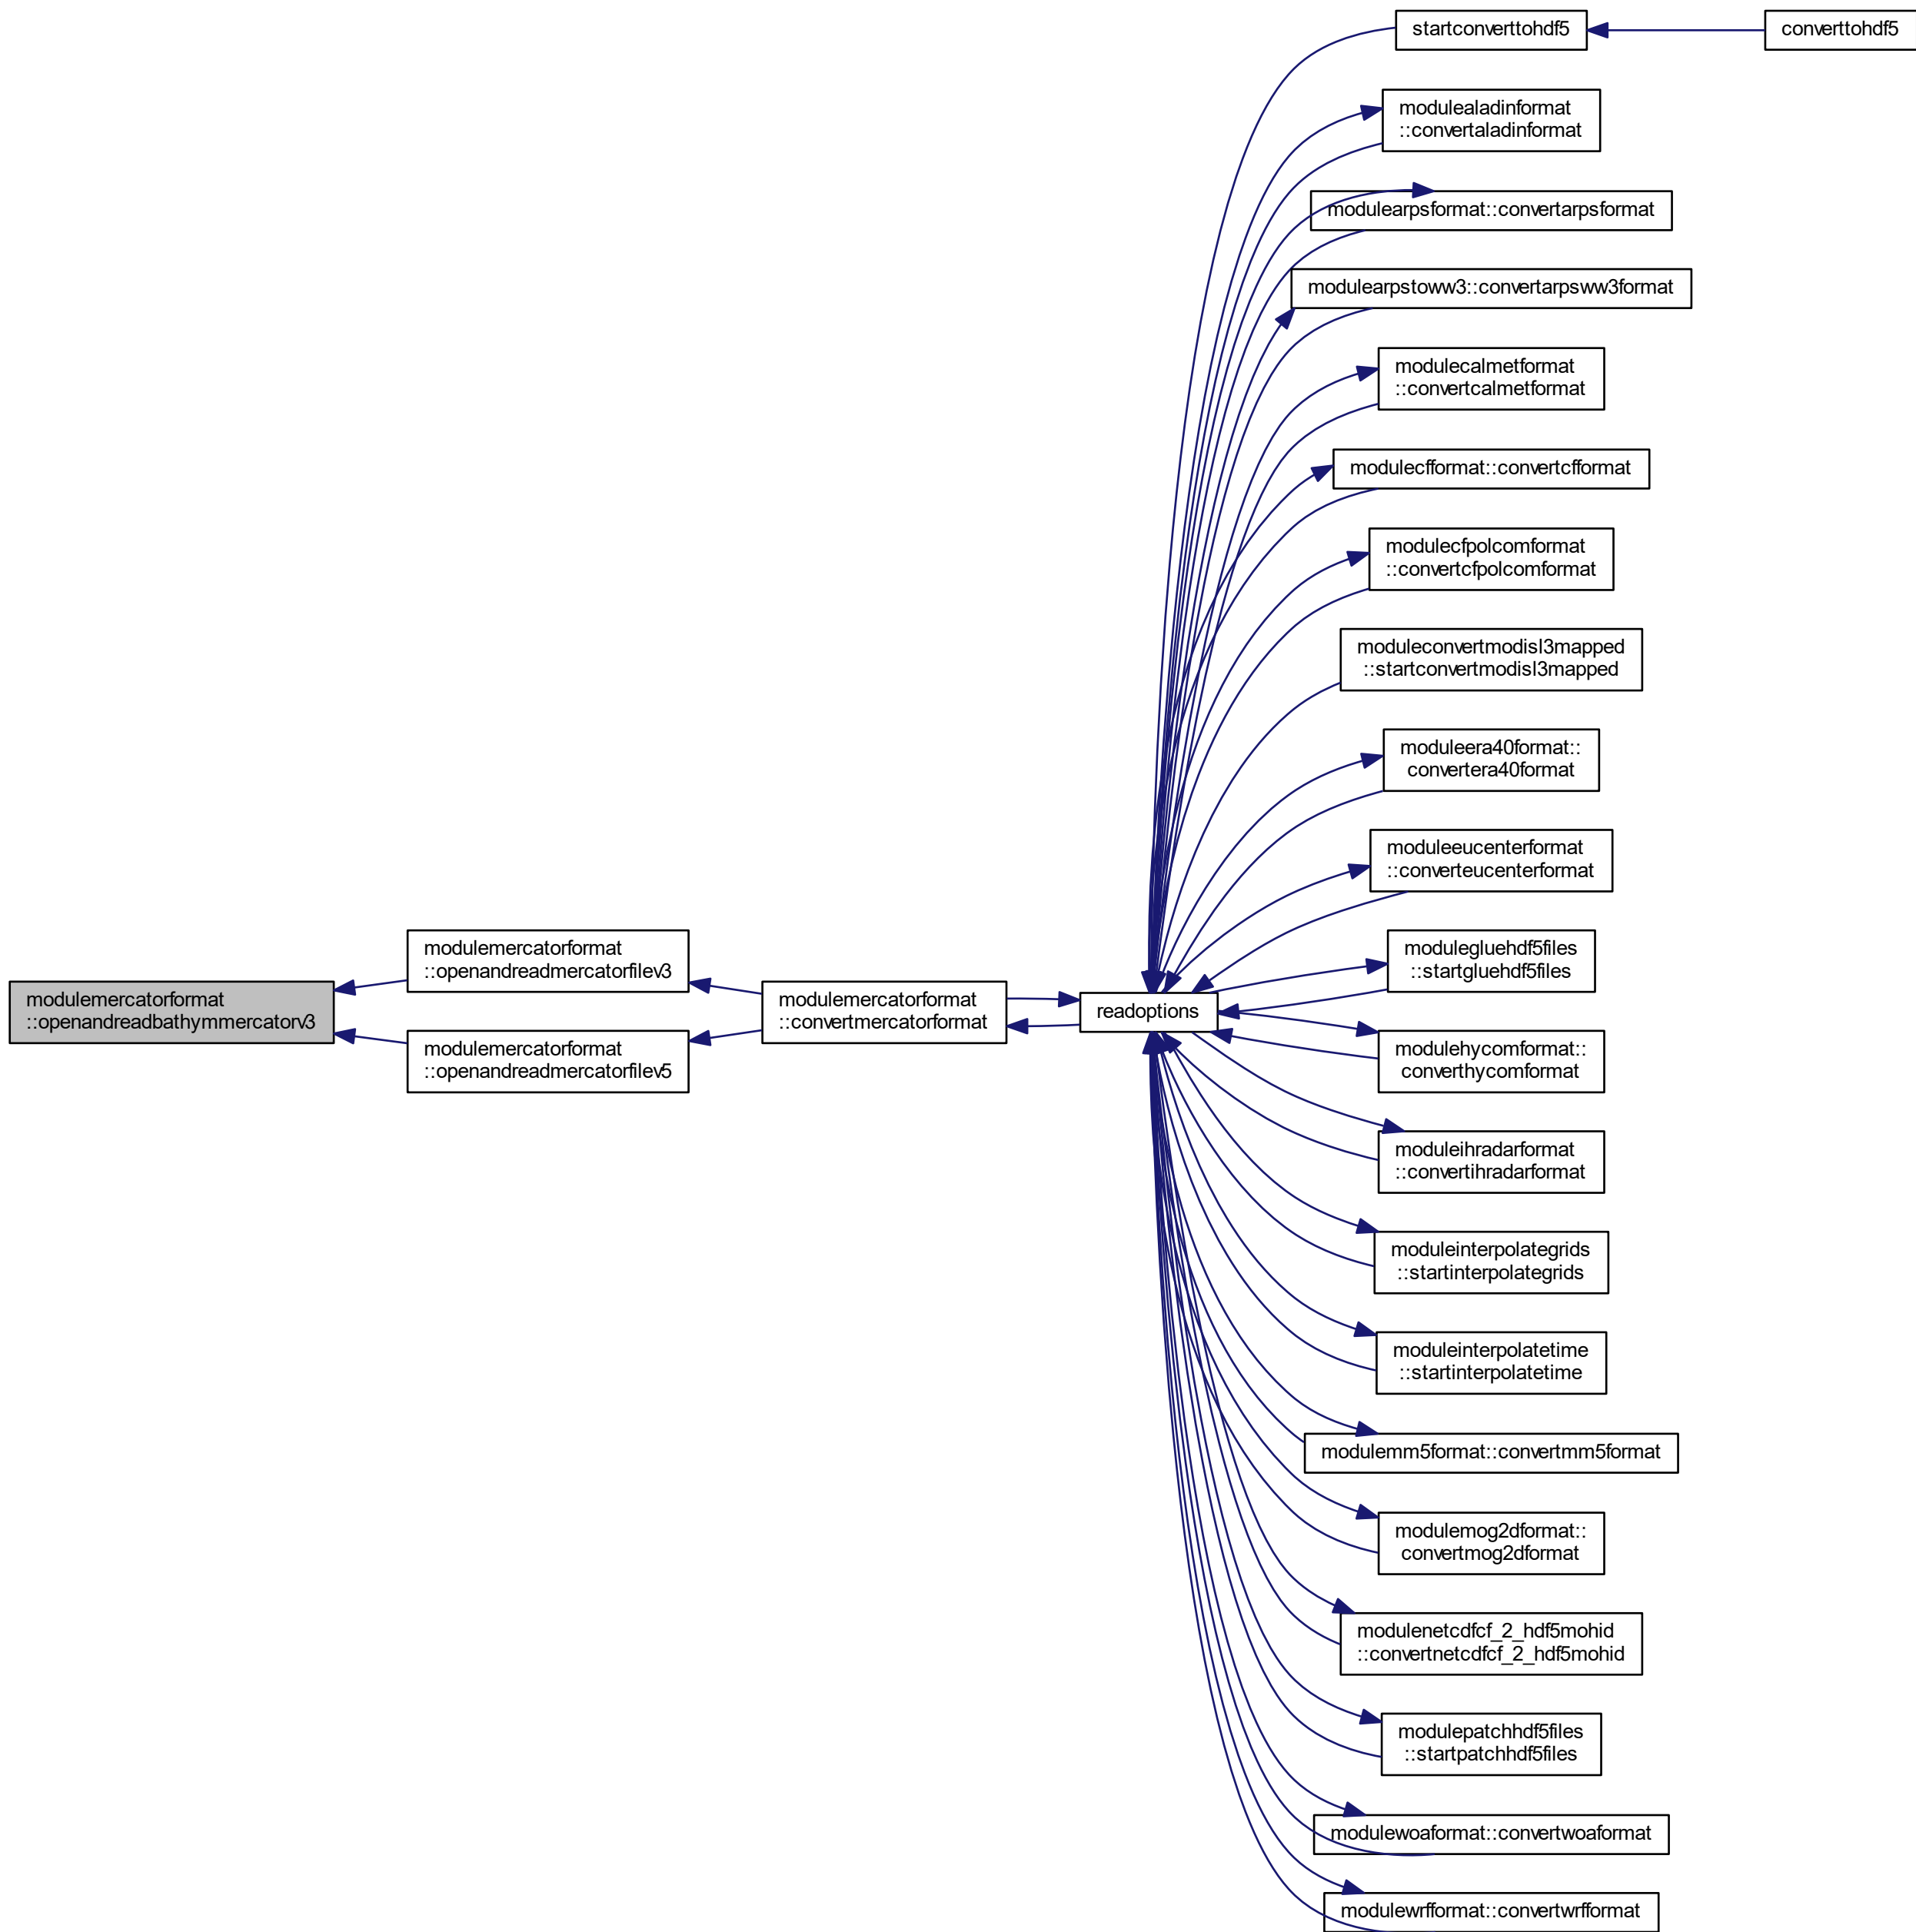 startconverttohdf5
converttohdf5
modulealadinformat
::convertaladinformat
modulearpsformat::convertarpsformat
modulearpstoww3::convertarpsww3format
modulecalmetformat
::convertcalmetformat
modulecfformat::convertcfformat
modulecfpolcomformat
::convertcfpolcomformat
moduleconvertmodisl3mapped
::startconvertmodisl3mapped
moduleera40format::
convertera40format
moduleeucenterformat
::converteucenterformat
modulemercatorformat
::openandreadmercatorfilev3
modulegluehdf5files
::startgluehdf5files
modulemercatorformat
::openandreadbathymmercatorv3
modulemercatorformat
::convertmercatorformat
readoptions
modulemercatorformat
::openandreadmercatorfilev5
modulehycomformat::
converthycomformat
moduleihradarformat
::convertihradarformat
moduleinterpolategrids
::startinterpolategrids
moduleinterpolatetime
::startinterpolatetime
modulemm5format::convertmm5format
modulemog2dformat::
convertmog2dformat
modulenetcdfcf_2_hdf5mohid
::convertnetcdfcf_2_hdf5mohid
modulepatchhdf5files
::startpatchhdf5files
modulewoaformat::convertwoaformat
modulewrfformat::convertwrfformat